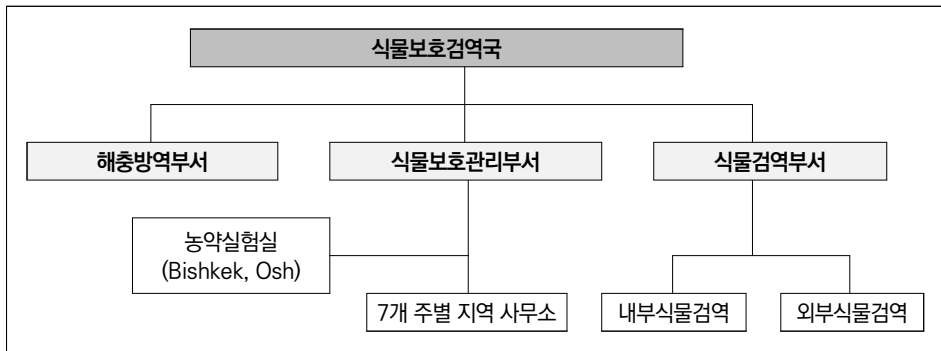 식물보호검역국
해충방역부서
식물보호관리부서
식물검역부서
농약실험실
(Bishkek, Osh)
7개 주별 지역 사무소
내부식물검역
외부식물검역